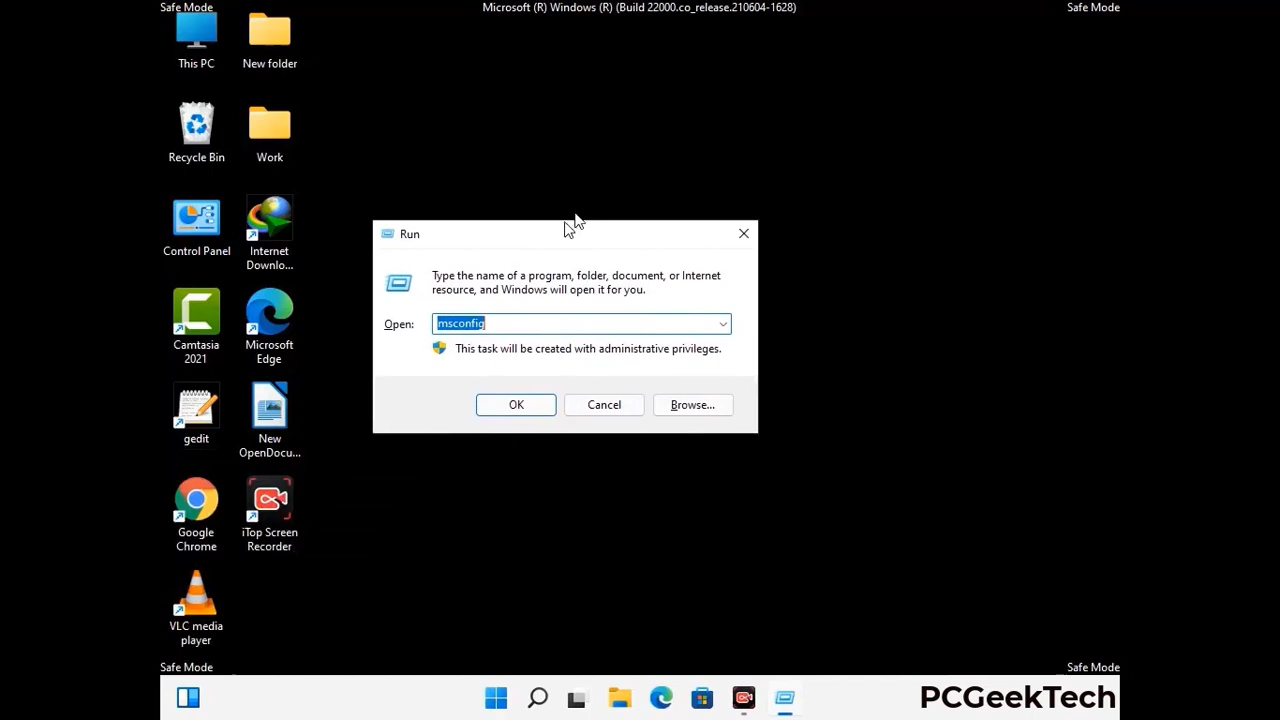 Safe Mode
Microsoft (R) Windows (R) (Build 22000.co_release.210604-1628)
Safe Mode
This PC
New folder
Recycle Bin
Work
Control Panel
Internet
Downlo...
Camtasia
2021
Microsoft
Edge
gedit
New
OpenDocu...
Google
Chrome
iTop Screen
Recorder
VLC media
player
Run
Type the name of a program, folder, document, or Internet
resource, and Windows will open it for you.
Open:
msconfig
This task will be created with administrative privileges.
OK
Cancel
Browse...
Safe Mode
Safe Mode
PCGeekTech